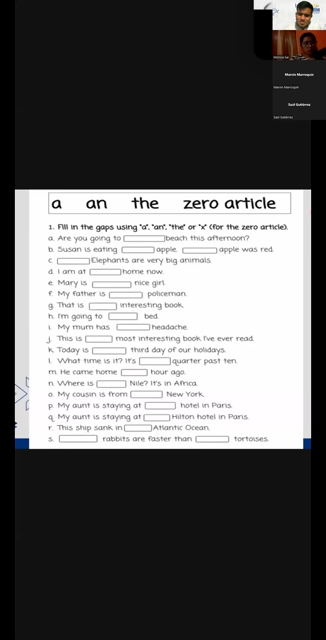 Marvin Marroquin
Marvin Marroquin
Said Gutiérrez
Said Gutiérrez
a an the zero article
1. Fill in the gaps using "a", "an", "the" or "x" (for the zero article).
a. Are you going to beach this afternoon?
b. Susan is eating apple. apple was red.
c. Elephants are very big animals.
d. I am at home now.
e. Mary is nice girl.
f. My father is policeman.
g. That is interesting book.
h. I'm going to bed.
i. My mum has headache.
j. This is most interesting book I've ever read.
k. Today is third day of our holidays.
l. What time is it? It's quarter past ten.
m. He came home hour ago.
n. Where is Nile? It's in Africa.
o. My cousin is from New York.
p. My aunt is staying at hotel in Paris.
q. My aunt is staying at Hilton hotel in Paris.
r. This ship sank in Atlantic Ocean.
s. rabbits are faster than tortoises.